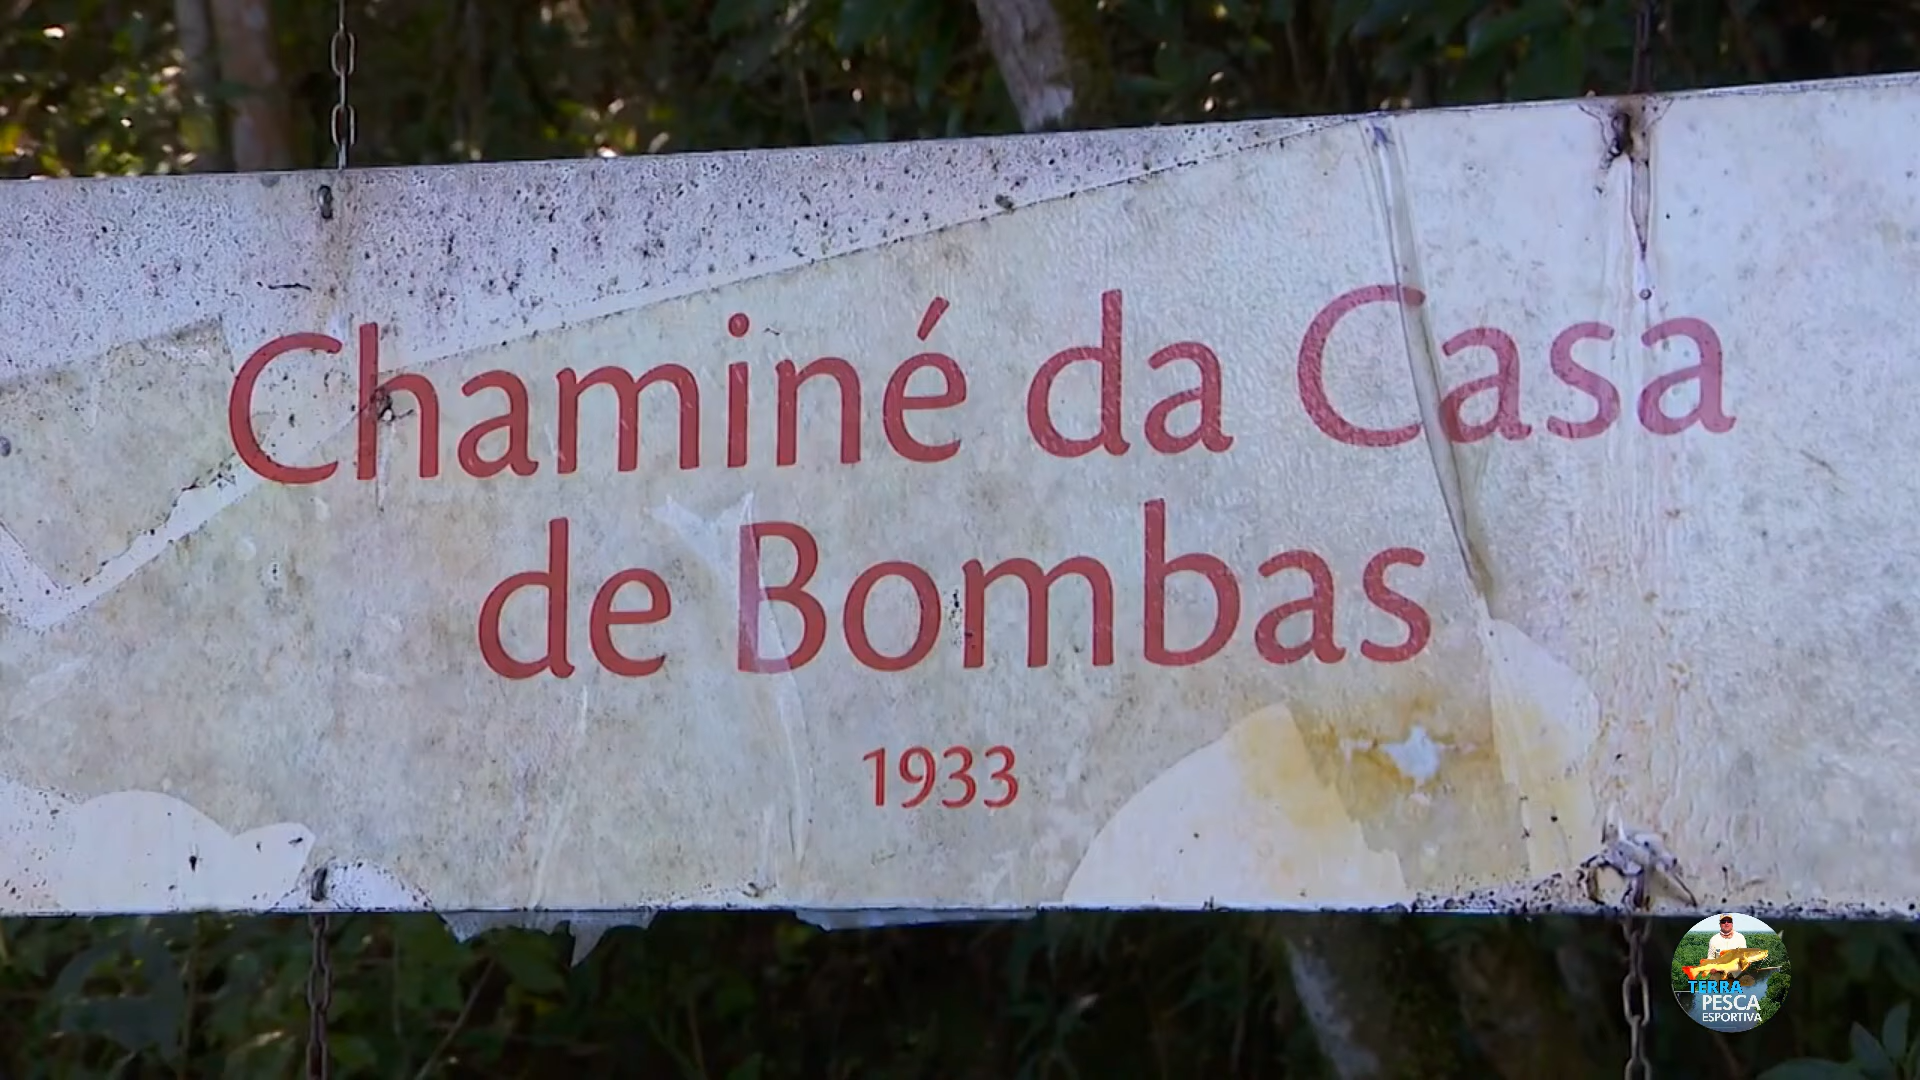 Chaminé da Casa
de Bombas
1933
TERRA
PESCA
ESPORTIVA